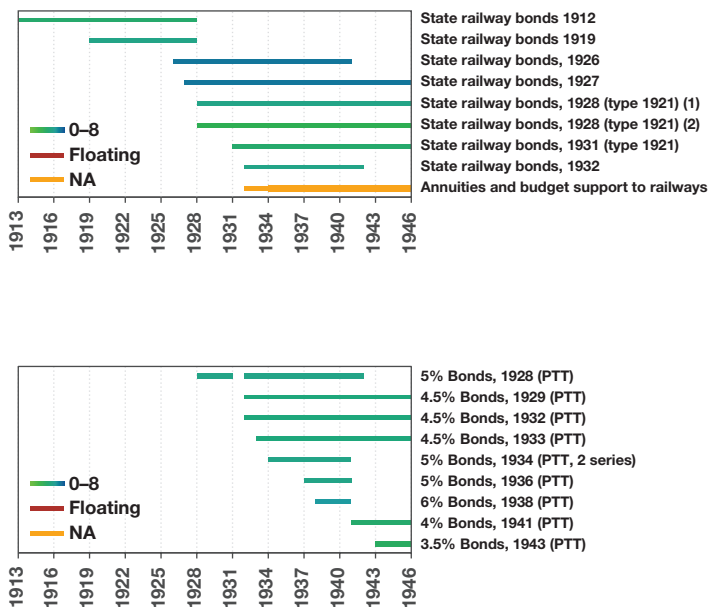 State railway bonds 1912
State railway bonds 1919
State railway bonds, 1926
State railway bonds, 1927
State railway bonds, 1928 (type 1921) (1)
State railway bonds, 1928 (type 1921) (2)
State railway bonds, 1931 (type 1921)
State railway bonds, 1932
Annuities and budget support to railways
0–8
Floating
NA
1913
1916
1919
1922
1925
1928
1931
1934
1937
1940
1943
1946
5% Bonds, 1928 (PTT)
4.5% Bonds, 1929 (PTT)
4.5% Bonds, 1932 (PTT)
4.5% Bonds, 1933 (PTT)
5% Bonds, 1934 (PTT, 2 series)
5% Bonds, 1936 (PTT)
6% Bonds, 1938 (PTT)
4% Bonds, 1941 (PTT)
3.5% Bonds, 1943 (PTT)
0–8
Floating
NA
1913
1916
1919
1922
1925
1928
1931
1934
1937
1940
1943
1946